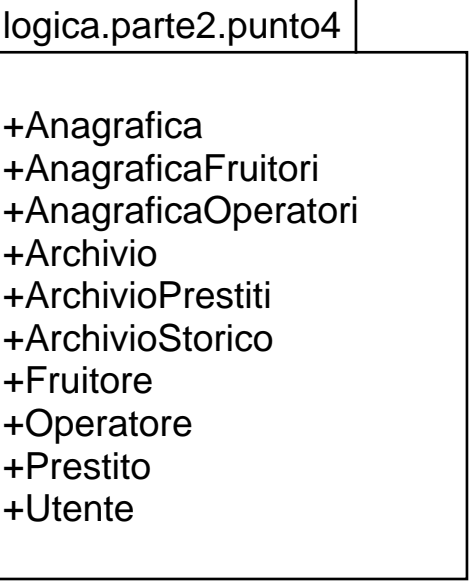 logica.parte2.punto4
+Anagrafica
+AnagraficaFruitori
+AnagraficaOperatori
+Archivio
+ArchivioPrestiti
+ArchivioStorico
+Fruitore
+Operatore
+Prestito
+Utente